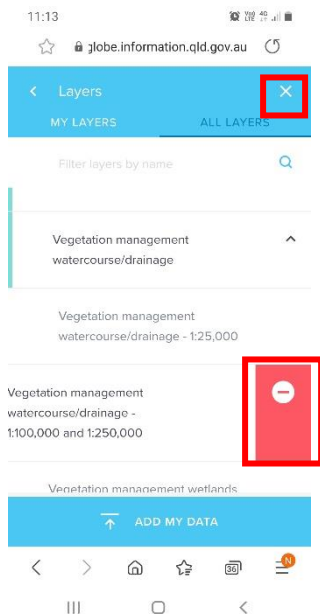 11:13
globe.information.qld.gov.au
Layers
MY LAYERS ALL LAYERS
Filter layers by name
Vegetation management
watercourse/drainage
Vegetation management
watercourse/drainage - 1:25,000
Vegetation management
watercourse/drainage -
1:100,000 and 1:250,000
Vegetation management wetlands
ADD MY DATA
36 N